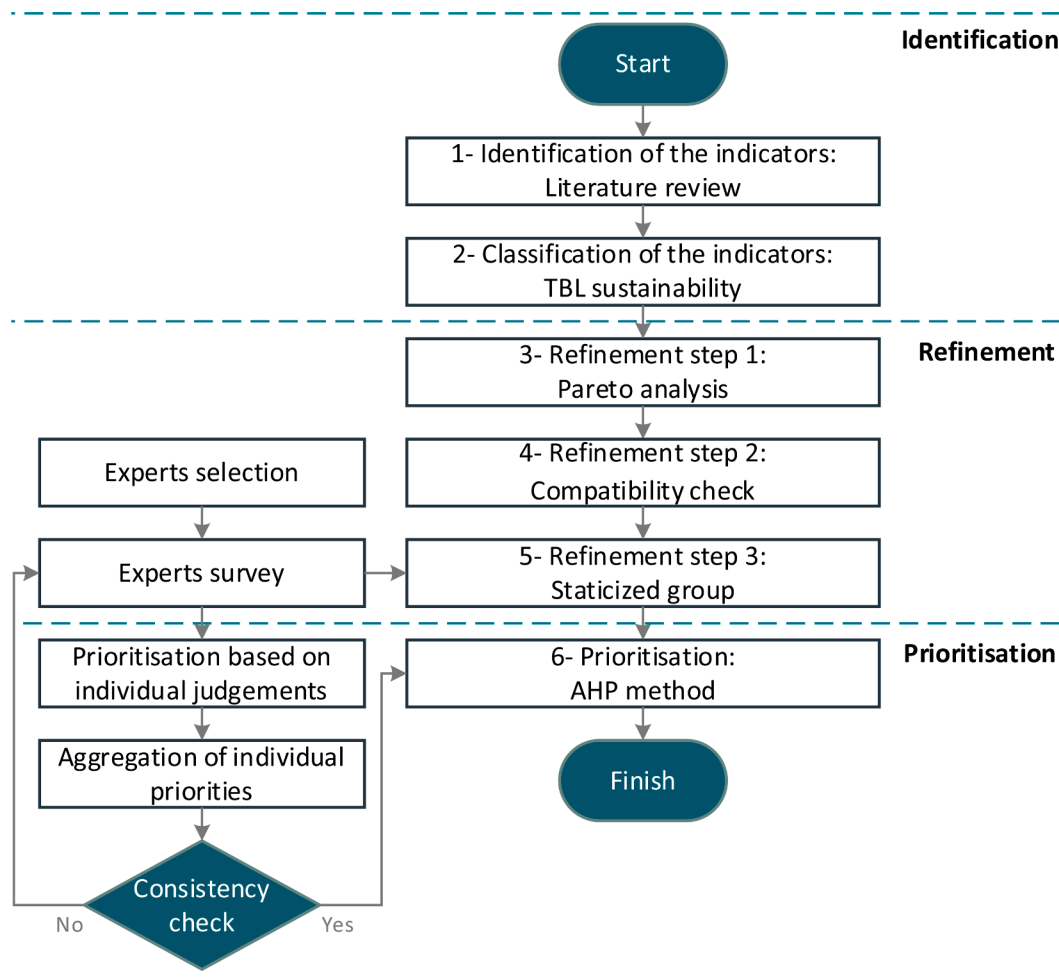 Identification
Start
1- Identification of the indicators:
Literature review
2- Classification of the indicators:
TBL sustainability
Refinement
3- Refinement step 1:
Pareto analysis
Experts selection
4- Refinement step 2:
Compatibility check
Experts survey
5- Refinement step 3:
Staticized group
Prioritisation
Prioritisation based on
individual judgements
6- Prioritisation:
AHP method
Aggregation of individual
priorities
Finish
Consistency
check
No
Yes